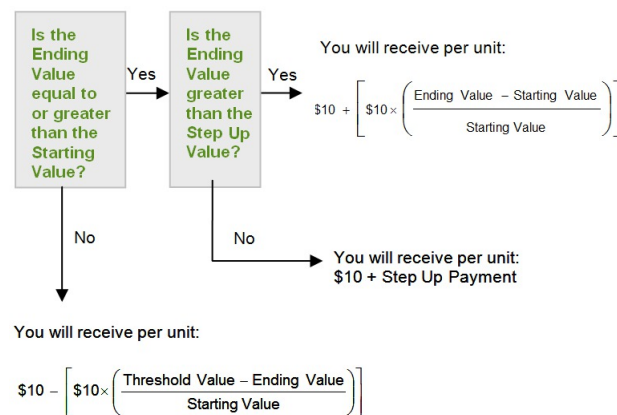 Is the
Ending
Value
equal to
or greater
than the
Starting
Value?
Yes
Is the
Ending
Value
greater
than the
Step Up
Value?
Yes
You will receive per unit:
$10 + [ $10 × ( Ending Value – Starting Value
Starting Value ) ]
No
No
You will receive per unit:
$10 + Step Up Payment
You will receive per unit:
$10 – [ $10× ( Threshold Value – Ending Value
Starting Value ) ]